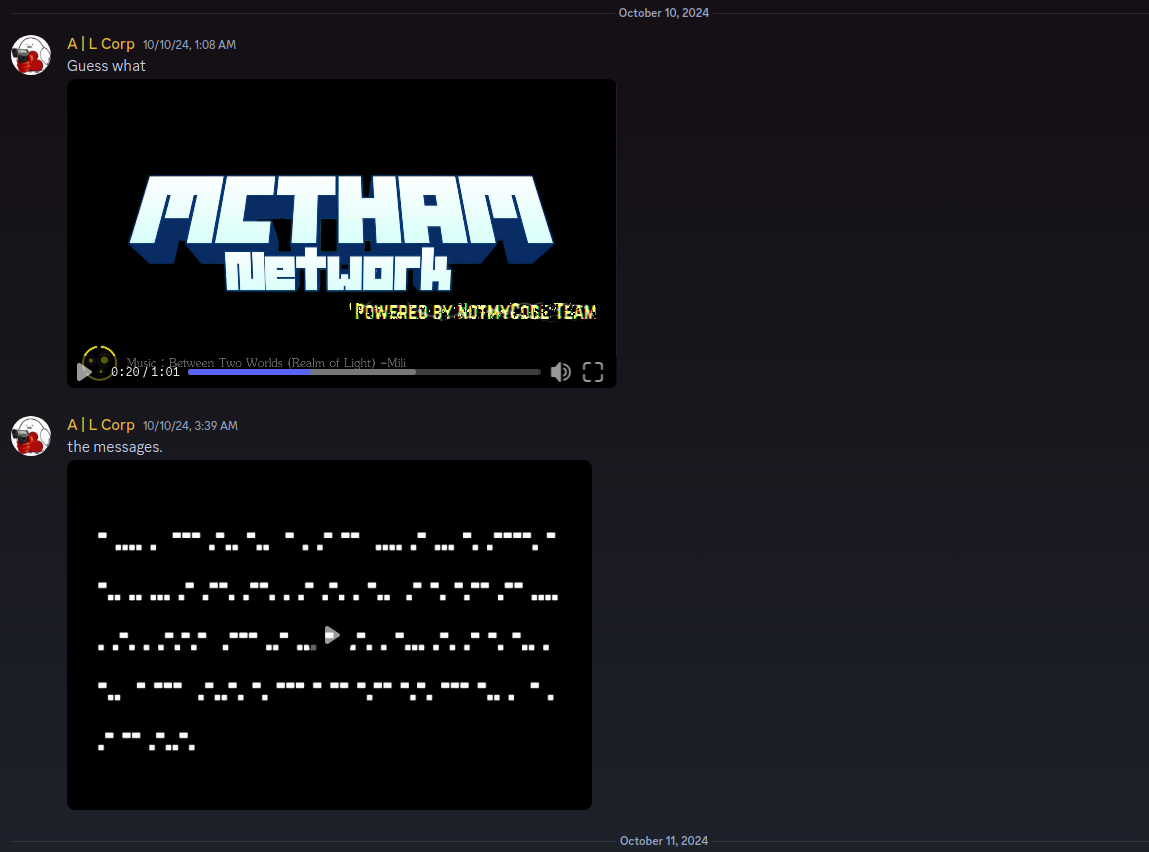 October 10, 2024
A | L Corp 10/10/24, 1:08 AM
Guess what
MCTHAM
Network
POWERED BY NOTMYCODE TEAM
Music : Between Two Worlds (Realm of Light) -Mili
0:20 / 1:01
A | L Corp 10/10/24, 3:39 AM
the messages.
October 11, 2024